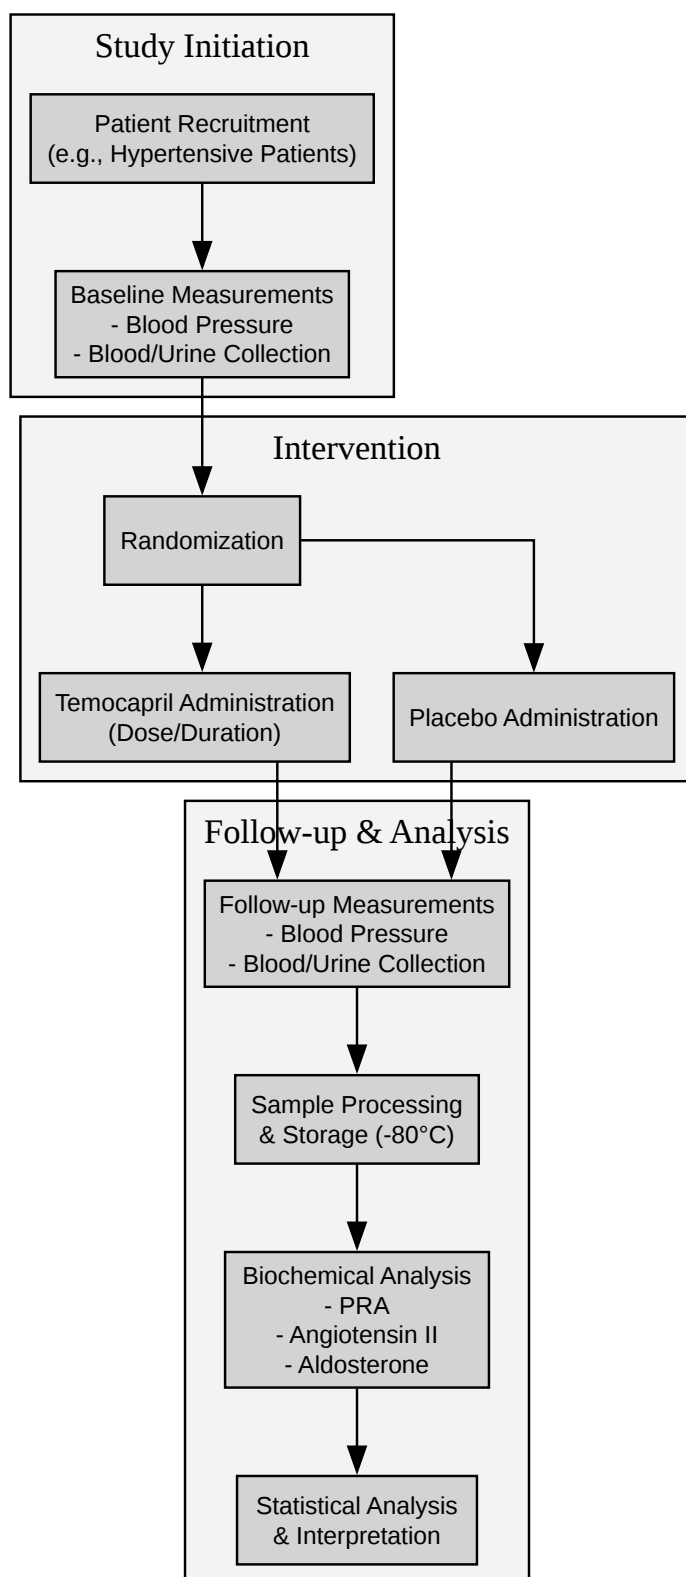 Study Initiation
Patient Recruitment
(e.g., Hypertensive Patients)
Baseline Measurements
- Blood Pressure
- Blood/Urine Collection
Intervention
Randomization
Temocapril Administration
(Dose/Duration)
Placebo Administration
Follow-up & Analysis
Follow-up Measurements
- Blood Pressure
- Blood/Urine Collection
Sample Processing
& Storage (-80°C)
Biochemical Analysis
- PRA
- Angiotensin II
- Aldosterone
Statistical Analysis
& Interpretation